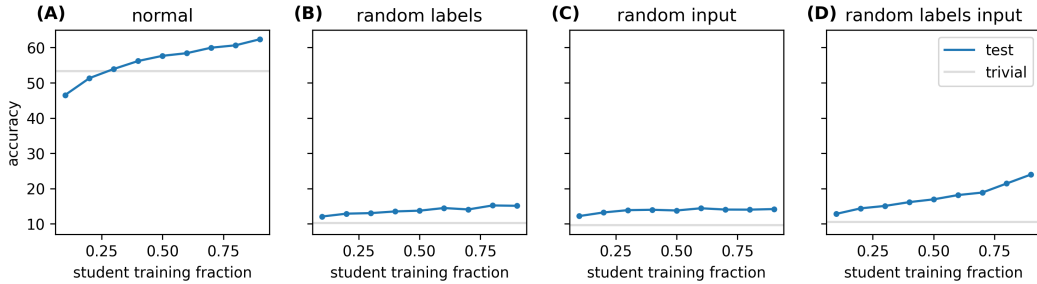 (A) normal
(B) random labels
(C) random input
(D) random labels input
accuracy
60
50
40
30
20
10
test
trivial
0.25 0.50 0.75
0.25 0.50 0.75
0.25 0.50 0.75
0.25 0.50 0.75
student training fraction
student training fraction
student training fraction
student training fraction